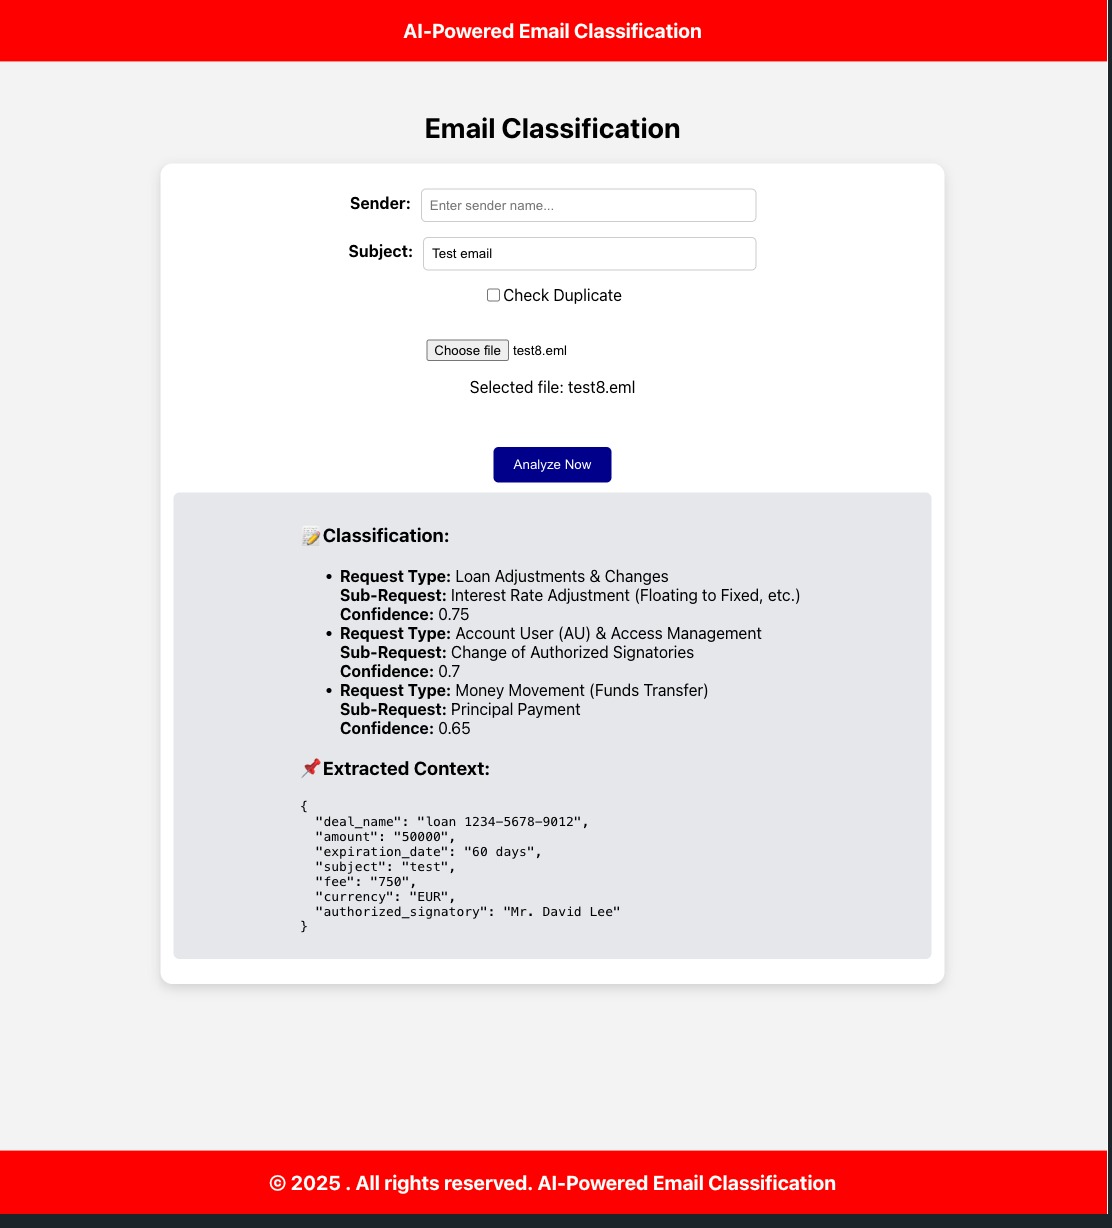 AI-Powered Email Classification
Email Classification
Sender: Enter sender name...
Subject: Test email
Check Duplicate
Choose file test8.eml
Selected file: test8.eml
Analyze Now
📝Classification:
• Request Type: Loan Adjustments & Changes
Sub-Request: Interest Rate Adjustment (Floating to Fixed, etc.)
Confidence: 0.75
• Request Type: Account User (AU) & Access Management
Sub-Request: Change of Authorized Signatories
Confidence: 0.7
• Request Type: Money Movement (Funds Transfer)
Sub-Request: Principal Payment
Confidence: 0.65
📌Extracted Context:
{
  "deal_name": "loan 1234-5678-9012",
  "amount": "50000",
  "expiration_date": "60 days",
  "subject": "test",
  "fee": "750",
  "currency": "EUR",
  "authorized_signatory": "Mr. David Lee"
}
© 2025 . All rights reserved. AI-Powered Email Classification